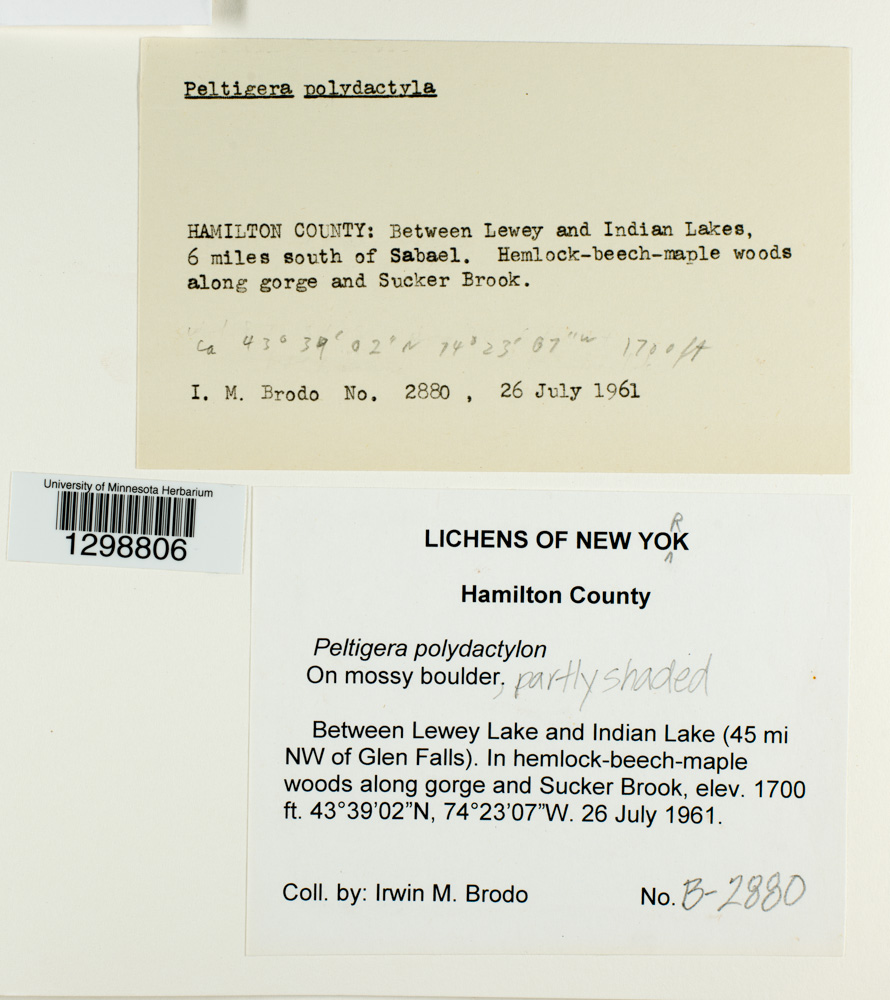 Peltigera polydactyla
HAMILTON COUNTY: Between Lewey and Indian Lakes,
6 miles south of Sabael. Hemlock-beech-maple woods
along gorge and Sucker Brook.
ca 43° 39' 02" N 74° 23' 07" W 1700 ft
I. M. Brodo No. 2880 , 26 July 1961
University of Minnesota Herbarium
1298806
R
LICHENS OF NEW YOK
Hamilton County
Peltigera polydactylon
On mossy boulder, partly shaded
Between Lewey Lake and Indian Lake (45 mi
NW of Glen Falls). In hemlock-beech-maple
woods along gorge and Sucker Brook, elev. 1700
ft. 43°39’02”N, 74°23’07”W. 26 July 1961.
Coll. by: Irwin M. Brodo No. B-2880